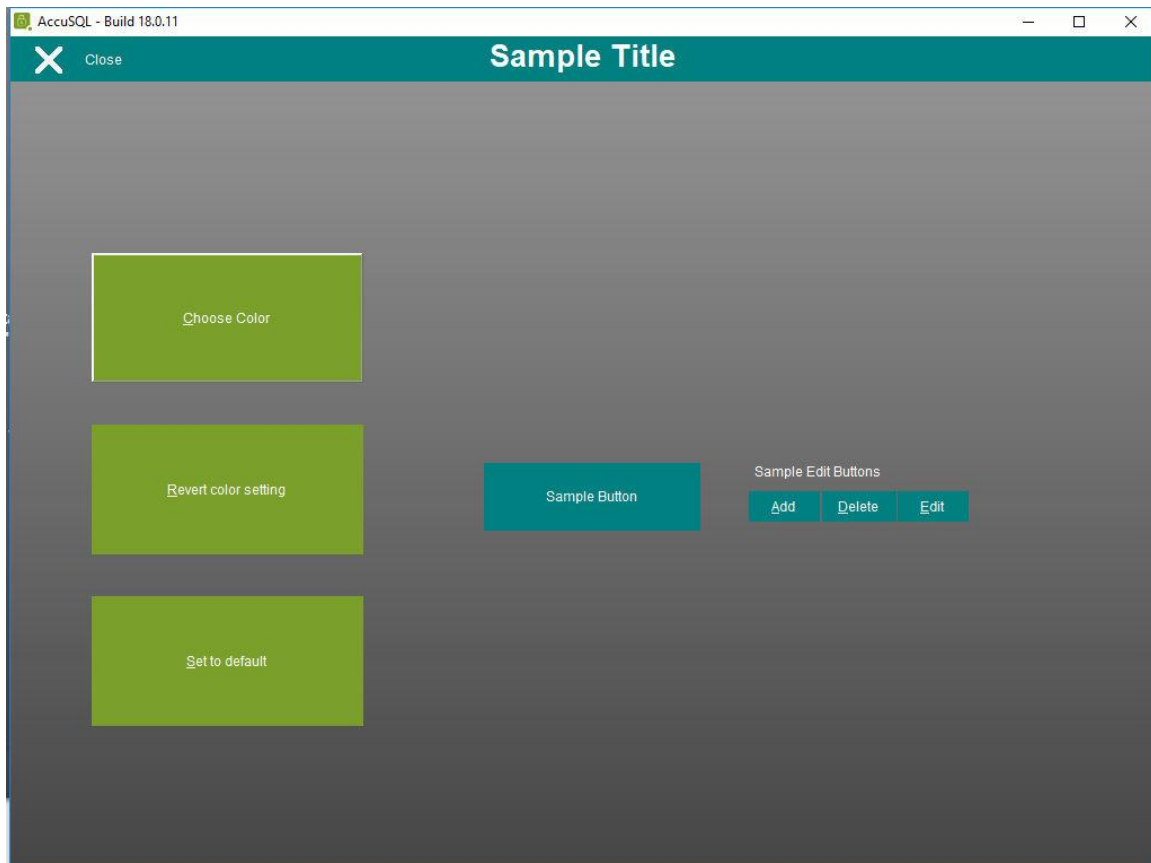 AccuSQL - Build 18.0.11
Close
Sample Title
Choose Color
Revert color setting
Set to default
Sample Button
Sample Edit Buttons
Add Delete Edit